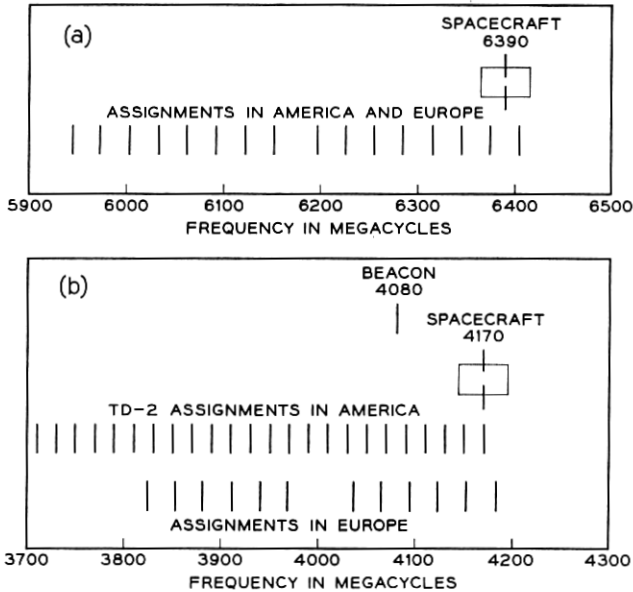 (a)
SPACECRAFT
6390
ASSIGNMENTS IN AMERICA AND EUROPE
5900 6000 6100 6200 6300 6400 6500
FREQUENCY IN MEGACYCLES
(b)
BEACON
4080
SPACECRAFT
4170
TD-2 ASSIGNMENTS IN AMERICA
ASSIGNMENTS IN EUROPE
3700 3800 3900 4000 4100 4200 4300
FREQUENCY IN MEGACYCLES